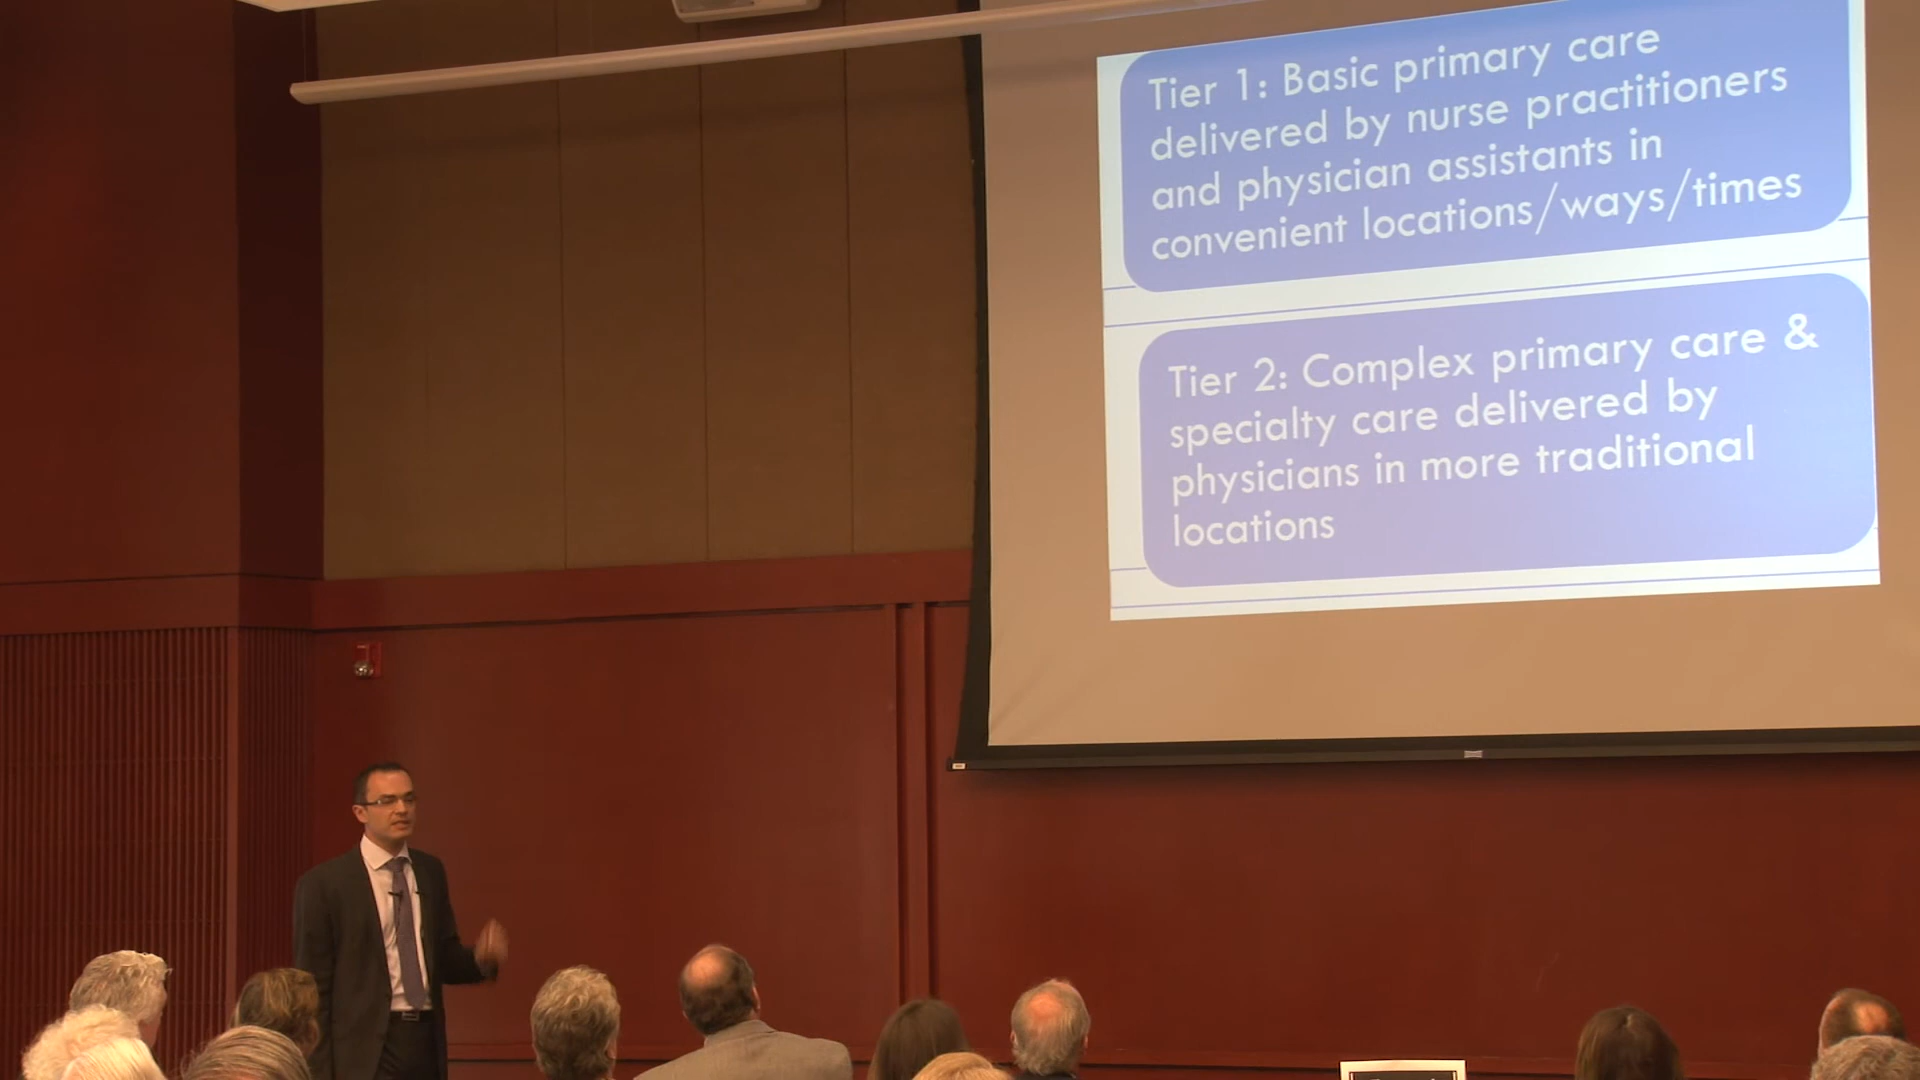 Tier 1: Basic primary care
delivered by nurse practitioners
and physician assistants in
convenient locations/ways/times
Tier 2: Complex primary care &
specialty care delivered by
physicians in more traditional
locations